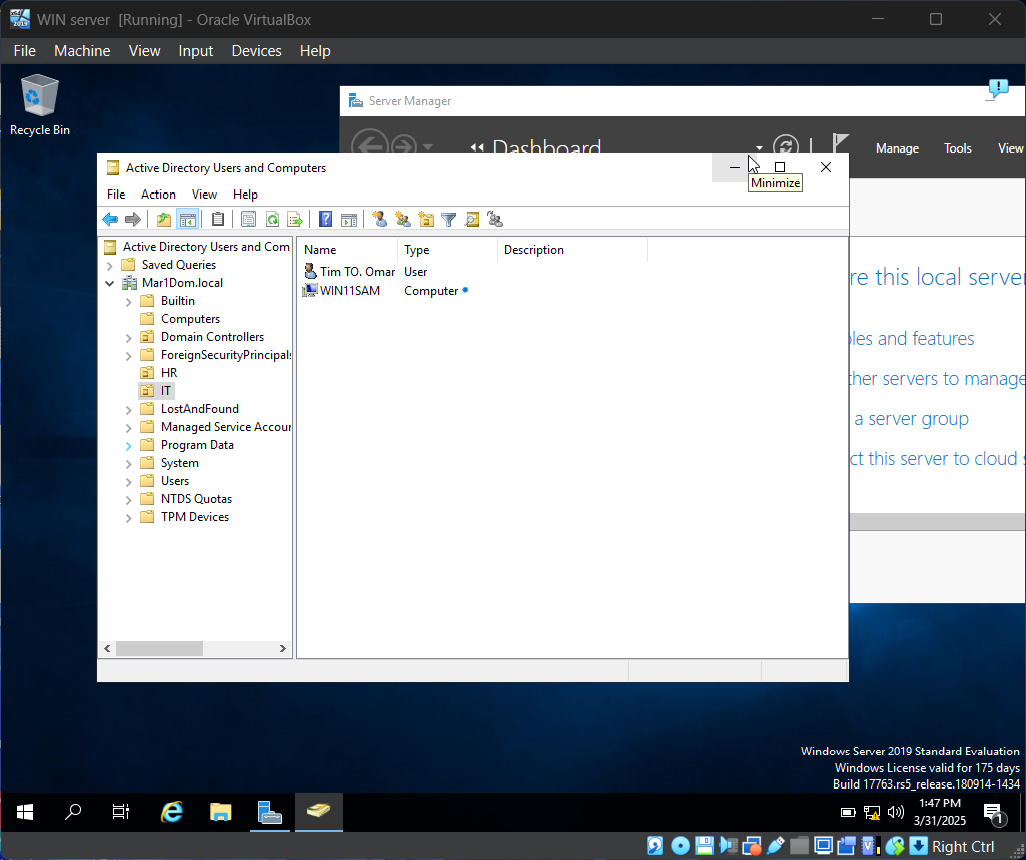 WIN server [Running] - Oracle VirtualBox
File Machine View Input Devices Help
Recycle Bin
Server Manager
Dashboard
Manage Tools View
Active Directory Users and Computers
Minimize
File Action View Help
Active Directory Users and Com
Saved Queries
Mar1Dom.local
Builtin
Computers
Domain Controllers
ForeignSecurityPrincipals
HR
IT
LostAndFound
Managed Service Accour
Program Data
System
Users
NTDS Quotas
TPM Devices
Name Type Description
Tim TO. Omar User
WIN11SAM Computer
re this local server
les and features
her servers to manage
a server group
ct this server to cloud s
Windows Server 2019 Standard Evaluation
Windows License valid for 175 days
Build 17763.rs5_release.180914-1434
1:47 PM
3/31/2025
1
Right Ctrl